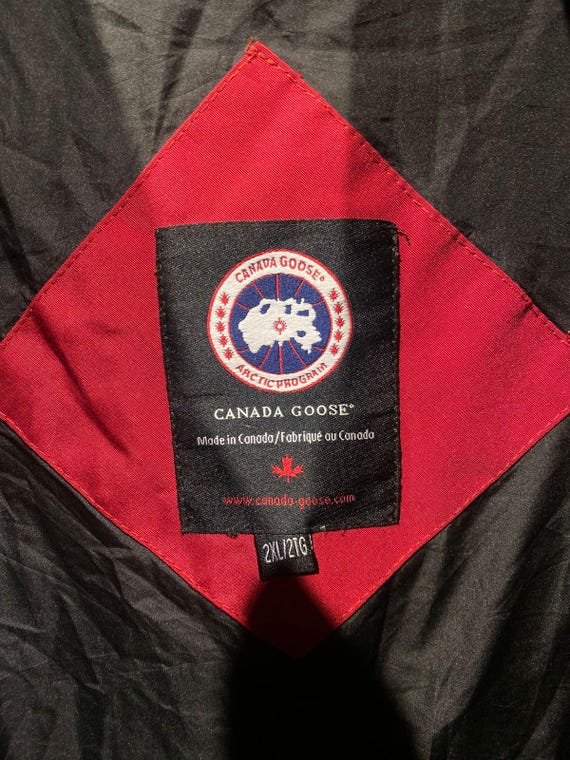 CANADA GOOSE®
ARCTIC PROGRAM
CANADA GOOSE®
Made in Canada/Fabriqué au Canada
www.canada-goose.com
2XL/2TG